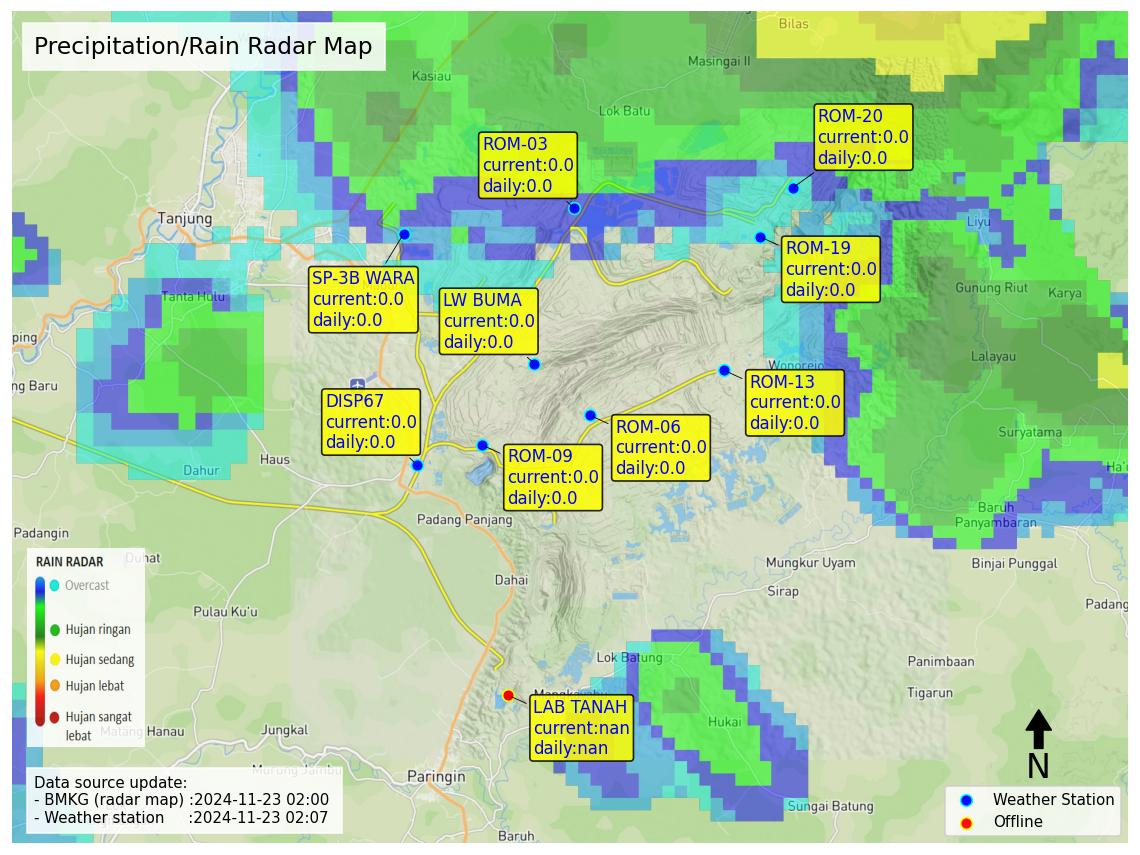 Precipitation/Rain Radar Map
Bilas
Masingai II
Kasiau
Lok Batu
ROM-20
current:0.0
daily:0.0
ROM-03
current:0.0
daily:0.0
Tanjung
Liyu
ROM-19
current:0.0
daily:0.0
SP-3B WARA
current:0.0
daily:0.0
Tanta Hulu
LW BUMA
current:0.0
daily:0.0
Gunung Riut
Karya
ping
Lalayau
Wonorejo
ng Baru
ROM-13
current:0.0
daily:0.0
DISP67
current:0.0
daily:0.0
ROM-06
current:0.0
daily:0.0
Suryatama
Haus
Dahur
ROM-09
current:0.0
daily:0.0
Ha'u
Baruh
Panyambaran
Padang Panjang
Padangin
Duhat
Mungkur Uyam
Binjai Punggal
RAIN RADAR
Overcast
Hujan ringan
Hujan sedang
Hujan lebat
Hujan sangat
lebat
Dahai
Sirap
Padang
Pulau Ku'u
Lok Batung
Panimbaan
Tigarun
LAB TANAH
current:nan
daily:nan
Hukai
Matang Hanau
Jungkal
Murung Jambu
Paringin
N
Data source update:
- BMKG (radar map) :2024-11-23 02:00
- Weather station :2024-11-23 02:07
Sungai Batung
Baruh
Weather Station
Offline